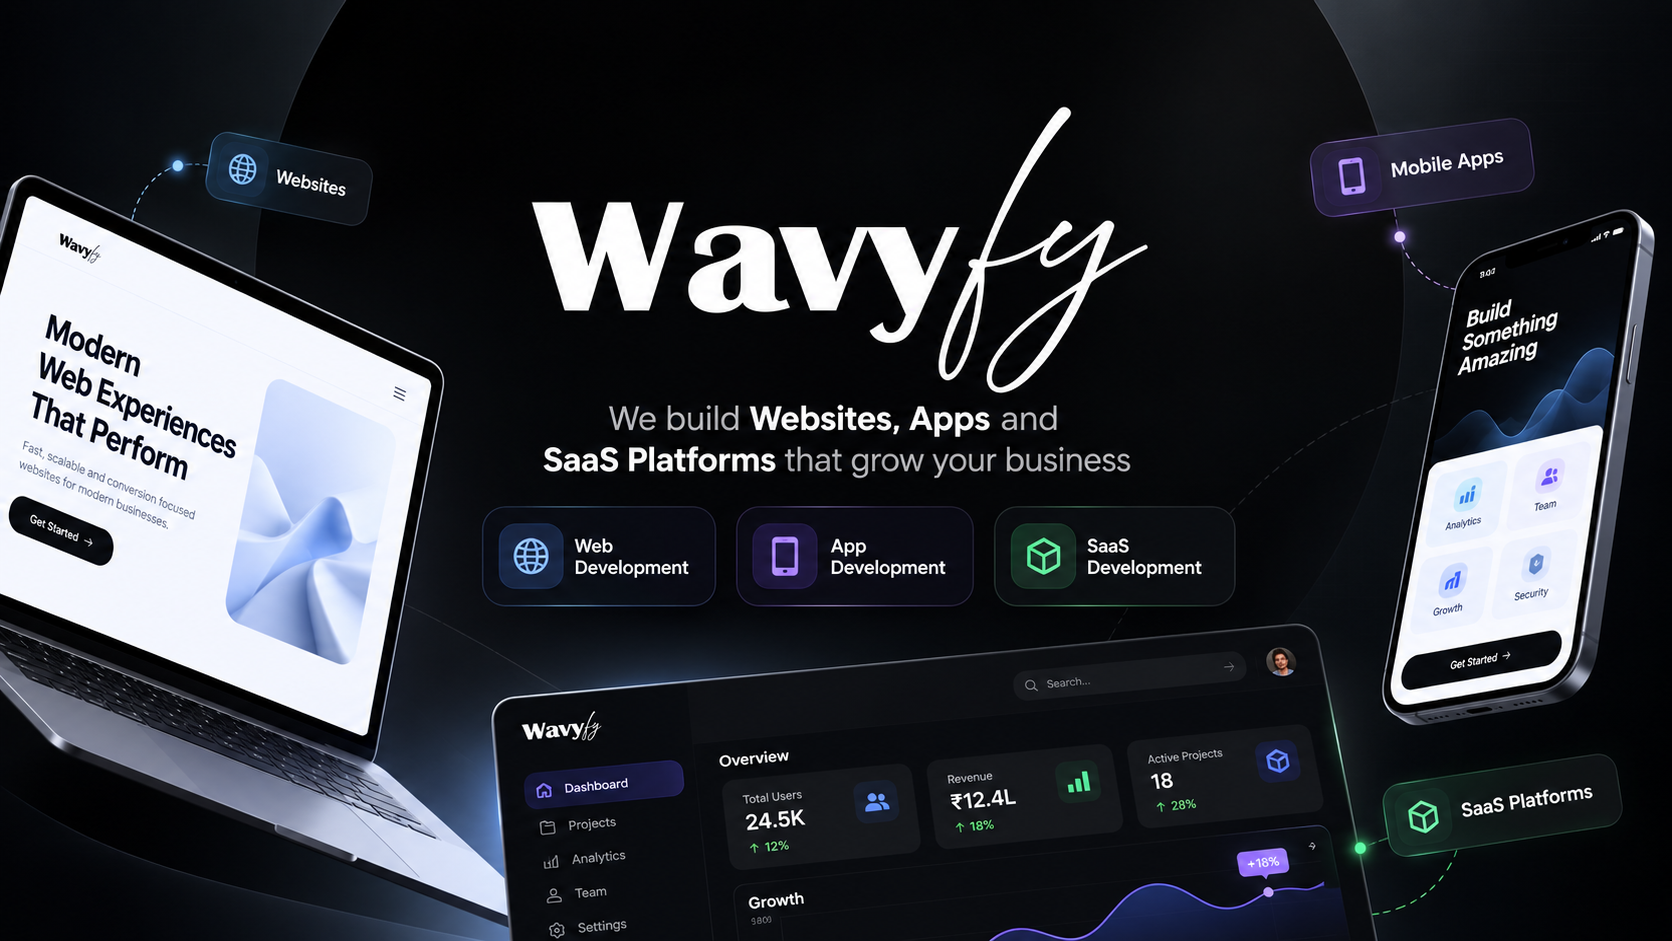 Wavyfy
We build Websites, Apps and
SaaS Platforms that grow your business
Web
Development
App
Development
SaaS
Development
Websites
Mobile Apps
SaaS Platforms
Wavyfy
Modern
Web Experiences
That Perform
Fast, scalable and conversion focused
websites for modern businesses.
Get Started →
Build
Something
Amazing
Analytics
Team
Growth
Security
Get Started →
Wavyfy
Search...
Dashboard
Projects
Analytics
Team
Settings
Overview
Total Users
24.5K
↑ 12%
Revenue
₹12.4L
↑ 18%
Active Projects
18
↑ 28%
Growth
+18%